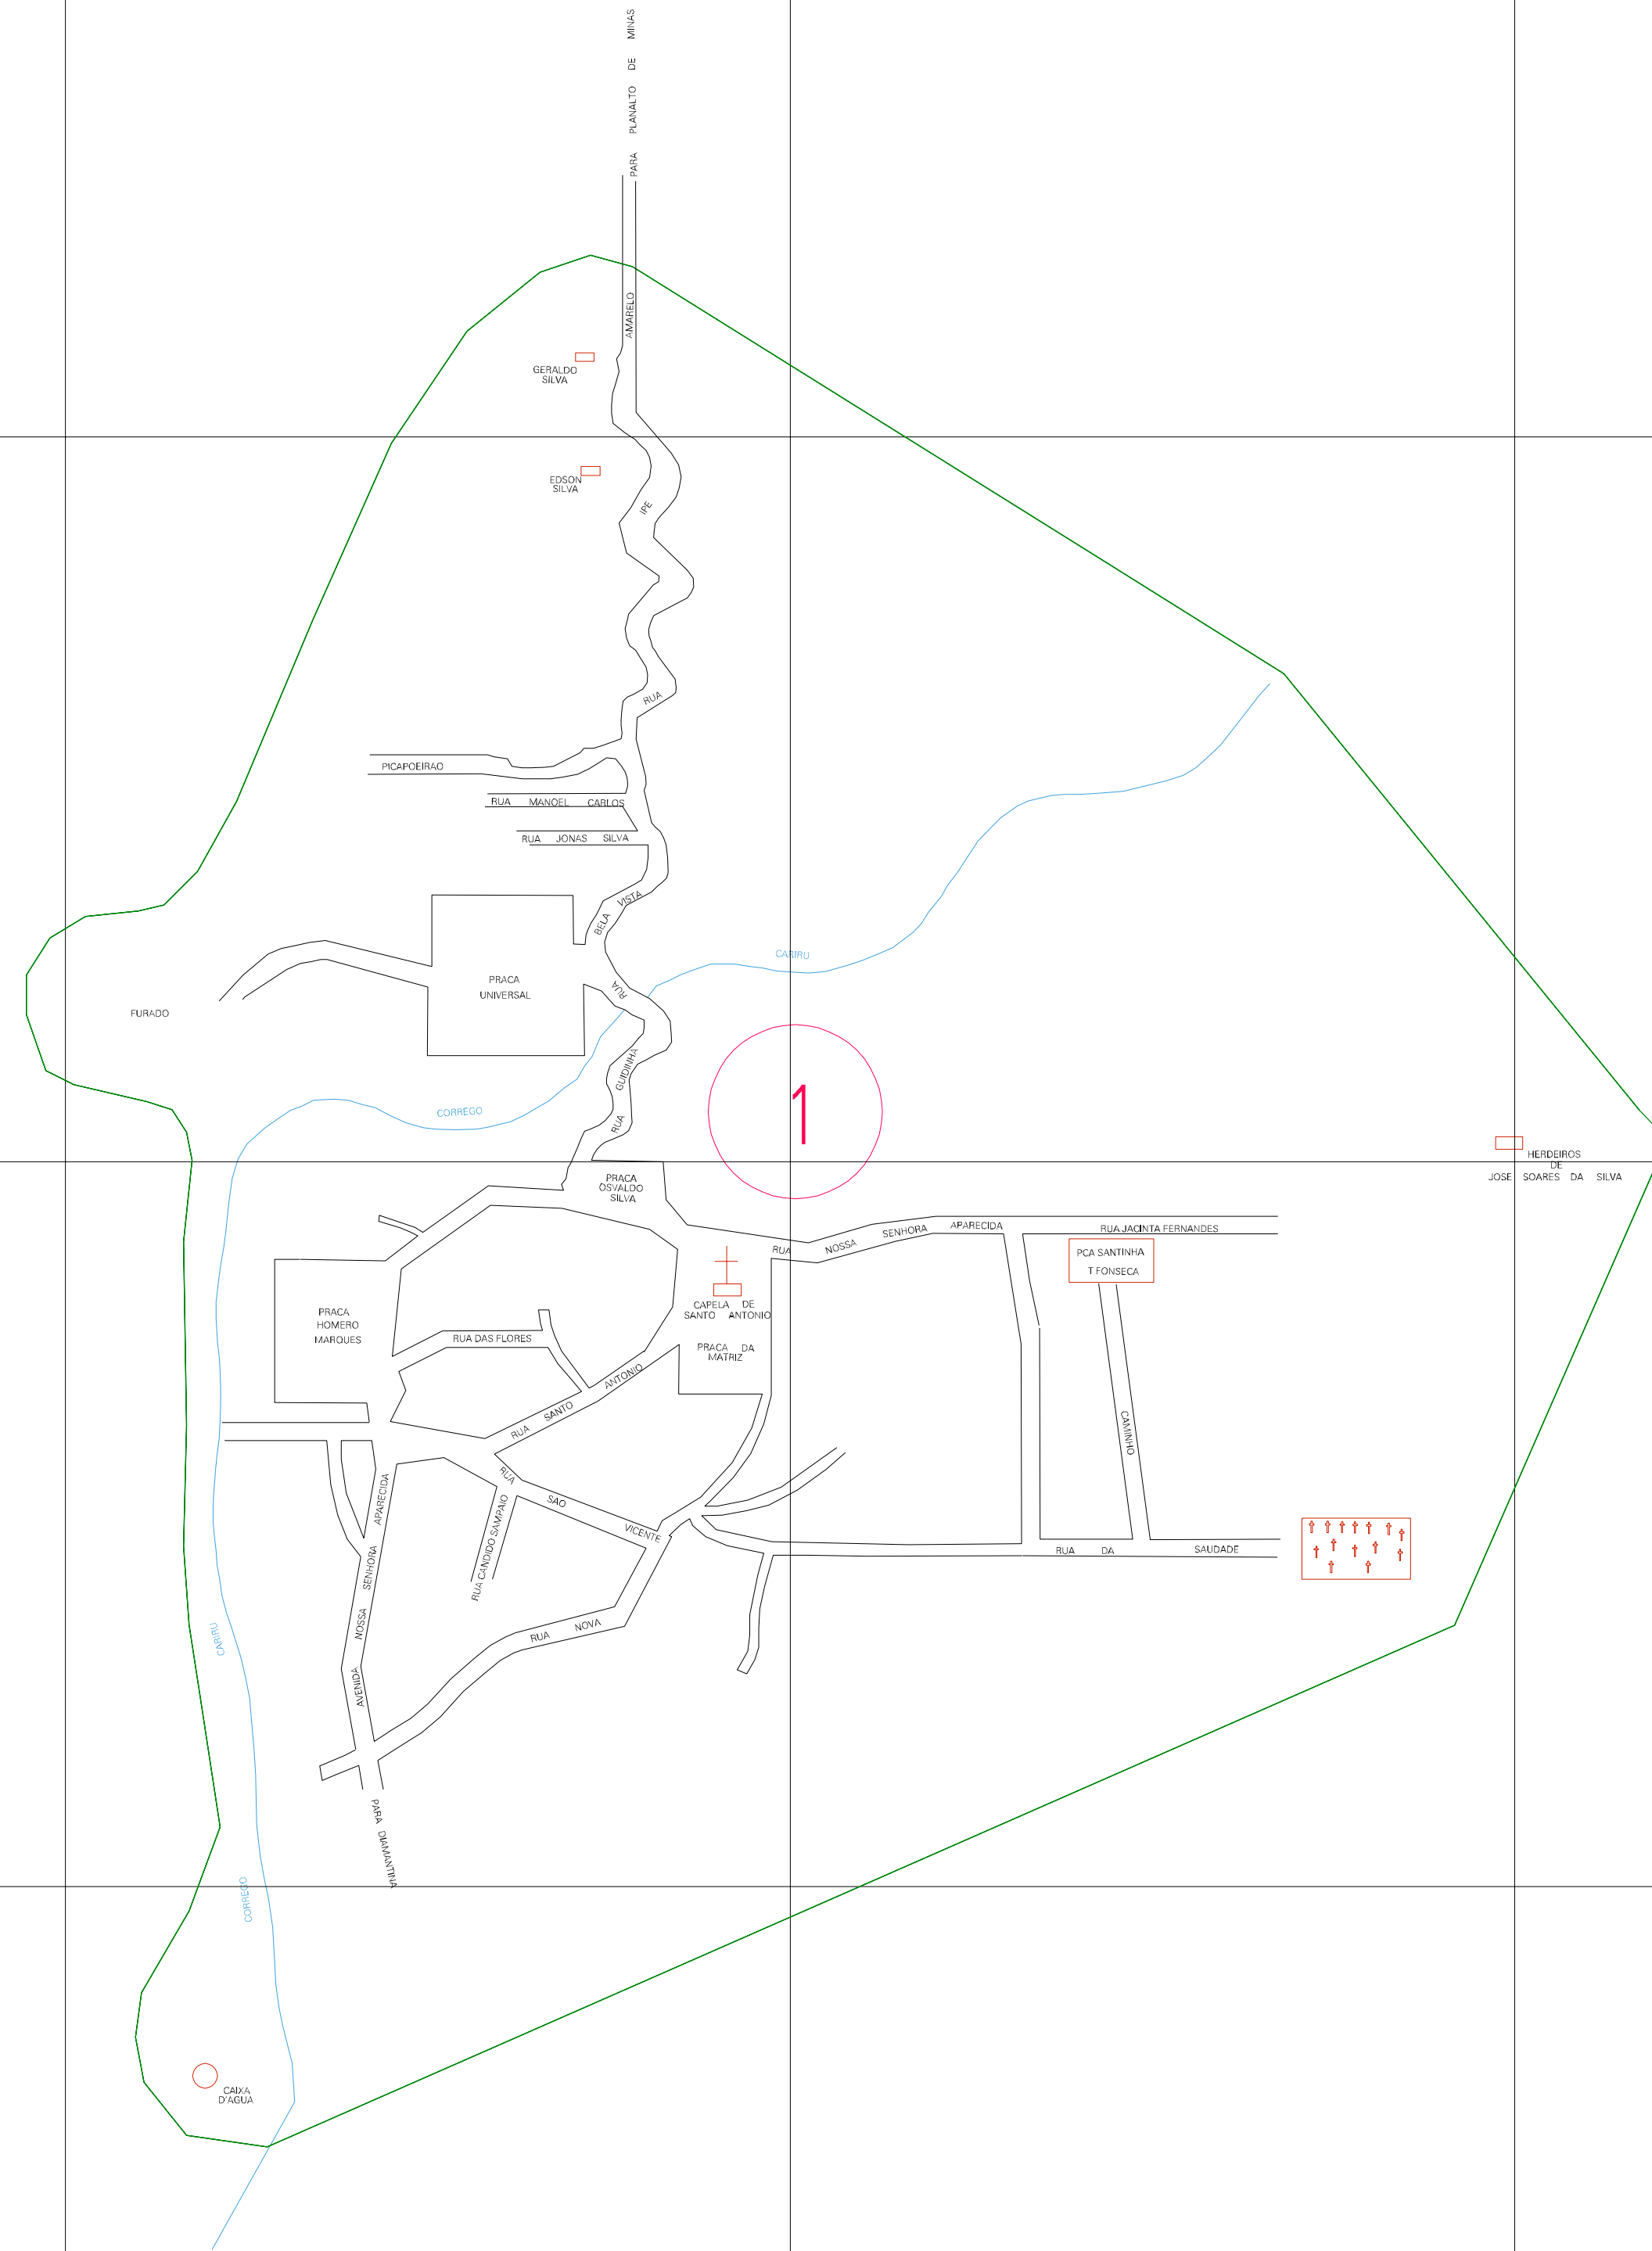 PARA PLANALTO DE MINAS
RUA IPE AMARELO
GERALDO
SILVA
EDSON
SILVA
PICAPOEIRAO
RUA MANOEL CARLOS
RUA JONAS SILVA
RUA BELA VISTA
CARIRU
PRACA
UNIVERSAL
FURADO
RUA GUIDINHA
CORREGO
1
HERDEIROS
DE
JOSE SOARES DA SILVA
PRACA
OSVALDO
SILVA
RUA NOSSA SENHORA APARECIDA
RUA JACINTA FERNANDES
PCA SANTINHA
T FONSECA
CAPELA DE
SANTO ANTONIO
PRACA
HOMERO
MARQUES
RUA DAS FLORES
PRACA DA
MATRIZ
RUA SANTO ANTONIO
CAMINHO
RUA SAO VICENTE
RUA CANDIDO SAMPAIO
AVENIDA NOSSA SENHORA APARECIDA
RUA DA SAUDADE
RUA NOVA
CORREGO CARIRU
PARA DIAMANTINA
CAIXA
D'AGUA